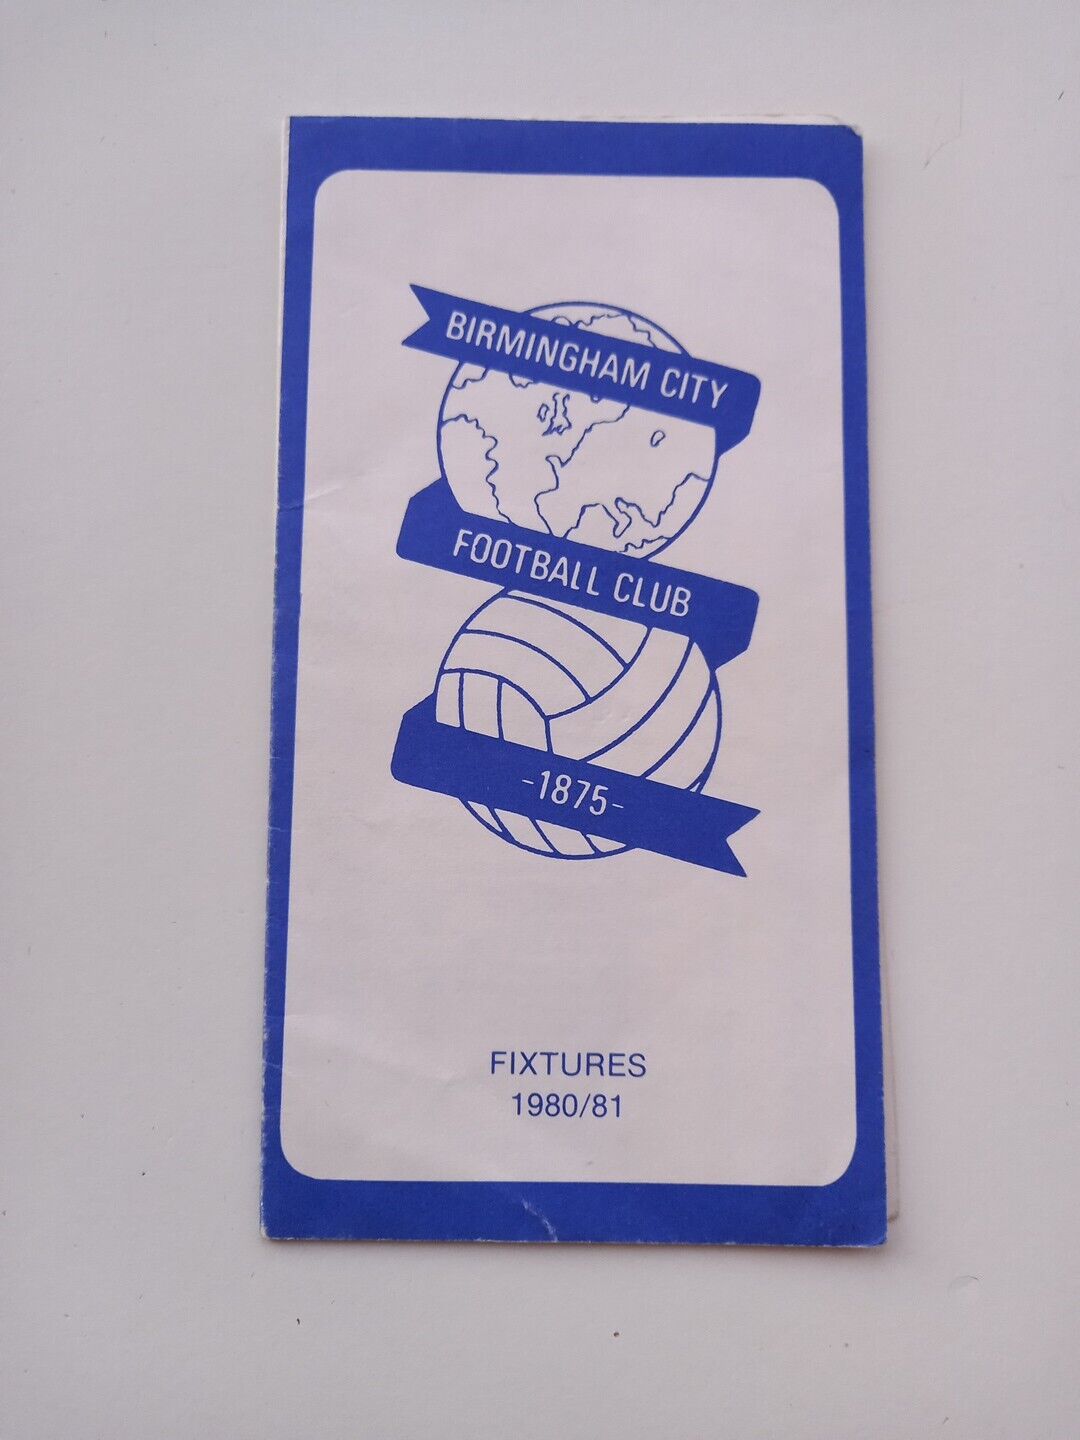 BIRMINGHAM CITY
FOOTBALL CLUB
-1875-
FIXTURES
1980/81